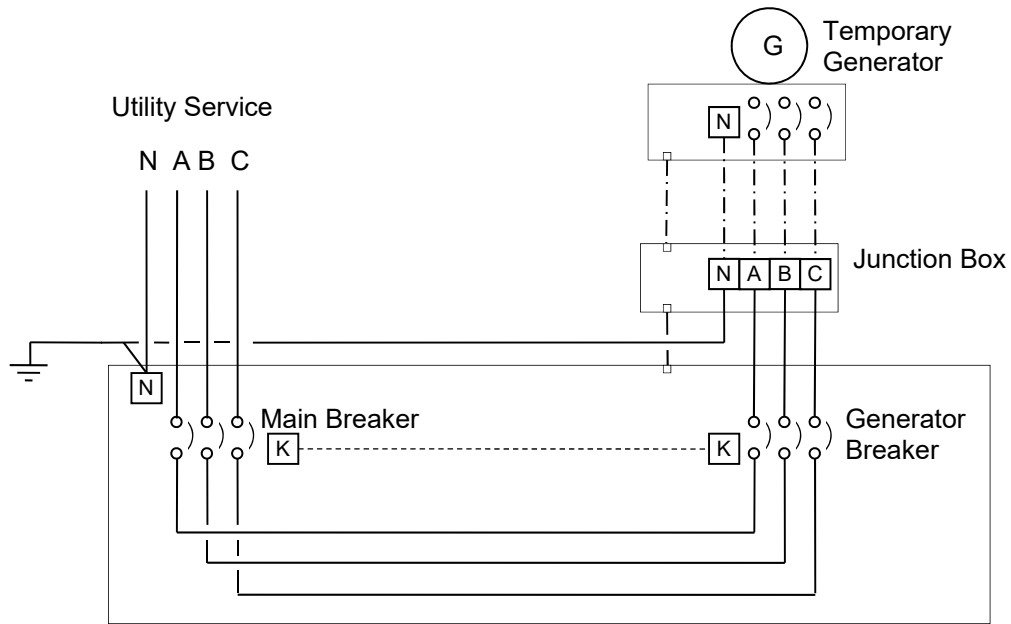 G
Temporary
Generator
N
Utility Service
N A B C
N A B C
Junction Box
N
Main Breaker
K
K
Generator
Breaker